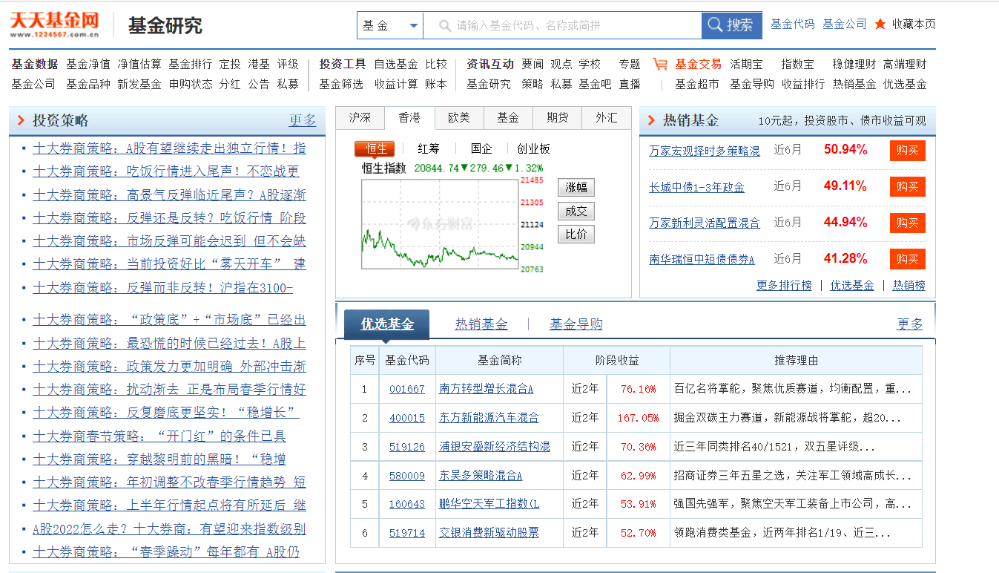 天天基金网
www.1234567.com.cn
基金研究
基金
请输入基金代码、名称或简拼
搜索
基金代码 基金公司 收藏本页
基金数据 基金净值 净值估算 基金排行 定投 港基 评级
基金公司 基金品种 新发基金 申购状态 分红 公告 私募
投资工具 自选基金 比较
基金筛选 收益计算 账本
资讯互动 要闻 观点 学校 专题
基金研究 策略 私募 基金吧 直播
基金交易 活期宝 指数宝 稳健理财 高端理财
基金超市 基金导购 收益排行 热销基金 优选基金
投资策略 更多
十大券商策略：A股有望继续走出独立行情！指
十大券商策略：吃饭行情进入尾声！不恋战更
十大券商策略：高景气反弹临近尾声？A股逐渐
十大券商策略：反弹还是反转？吃饭行情 阶段
十大券商策略：市场反弹可能会迟到 但不会缺
十大券商策略：当前投资好比“雾天开车” 建
十大券商策略：反弹而非反转！沪指在3100-
十大券商策略：“政策底”+“市场底”已经出
十大券商策略：最恐慌的时候已经过去！A股上
十大券商策略：政策发力更加明确 外部冲击渐
十大券商策略：扰动渐去 正是布局春季行情好
十大券商策略：反复磨底更坚实！“稳增长”
十大券商春节策略：“开门红”的条件已具
十大券商策略：穿越黎明前的黑暗！“稳增
十大券商策略：年初调整不改春季行情趋势 短
十大券商策略：上半年行情起点将有所延后 继
A股2022怎么走？十大券商：有望迎来指数级别
十大券商策略：“春季躁动”每年都有 A股仍
沪深 香港 欧美 基金 期货 外汇
恒生 红筹 国企 创业板
恒生指数 20844.74▼279.46▼1.32%
21485
21305
21124
20944
20763
东方财富
涨幅
成交
比价
热销基金 10元起，投资股市、债市收益可观
万家宏观择时多策略混 近6月 50.94% 购买
长城中债1-3年政金 近6月 49.11% 购买
万家新利灵活配置混合 近6月 44.94% 购买
南华瑞恒中短债债券A 近6月 41.28% 购买
更多排行榜 | 优选基金 | 热销榜
优选基金 热销基金 | 基金导购 更多
序号 基金代码 基金简称 阶段收益 推荐理由
1 001667 南方转型增长混合A 近2年 76.16% 百亿名将掌舵，聚焦优质赛道，均衡配置，重...
2 400015 东方新能源汽车混合 近2年 167.05% 掘金双碳主力赛道，新能源战将掌舵，超20...
3 519126 浦银安盛新经济结构混 近2年 70.36% 近三年同类排名40/1521，双五星评级...
4 580009 东吴多策略混合A 近2年 62.99% 招商证券三年五星之选，关注军工领域高成长...
5 160643 鹏华空天军工指数(L 近2年 53.91% 强国先强军，聚焦空天军工装备上市公司，高...
6 519714 交银消费新驱动股票 近2年 52.70% 领跑消费类基金，近两年排名1/19、近三...